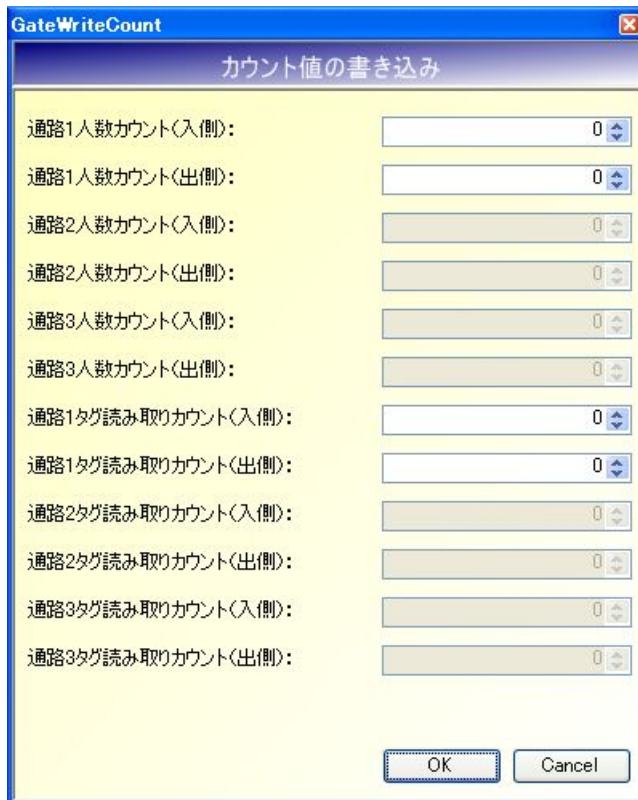 GateWriteCount
カウント値の書き込み
通路1人数カウント(入側): 0
通路1人数カウント(出側): 0
通路2人数カウント(入側): 0
通路2人数カウント(出側): 0
通路3人数カウント(入側): 0
通路3人数カウント(出側): 0
通路1タグ読み取りカウント(入側): 0
通路1タグ読み取りカウント(出側): 0
通路2タグ読み取りカウント(入側): 0
通路2タグ読み取りカウント(出側): 0
通路3タグ読み取りカウント(入側): 0
通路3タグ読み取りカウント(出側): 0
OK Cancel